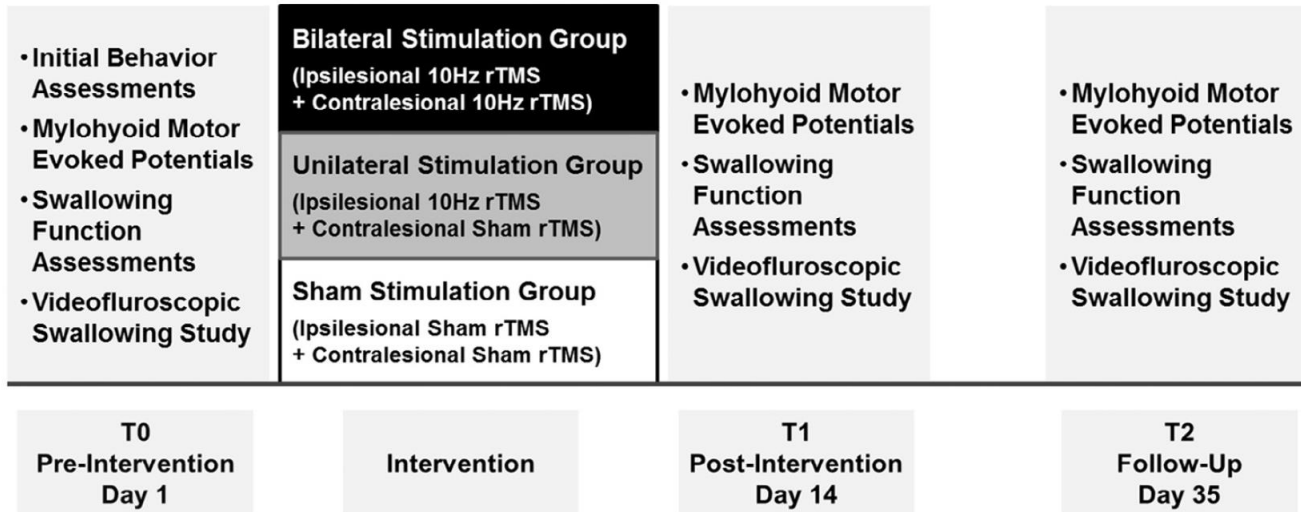 • Initial Behavior
Assessments
• Mylohyoid Motor
Evoked Potentials
• Swallowing
Function
Assessments
• Videofluroscopic
Swallowing Study
Bilateral Stimulation Group
(Ipsilesional 10Hz rTMS
+ Contralesional 10Hz rTMS)
Unilateral Stimulation Group
(Ipsilesional 10Hz rTMS
+ Contralesional Sham rTMS)
Sham Stimulation Group
(Ipsilesional Sham rTMS
+ Contralesional Sham rTMS)
• Mylohyoid Motor
Evoked Potentials
• Swallowing
Function
Assessments
• Videofluroscopic
Swallowing Study
• Mylohyoid Motor
Evoked Potentials
• Swallowing
Function
Assessments
• Videofluroscopic
Swallowing Study
T0
Pre-Intervention
Day 1
Intervention
T1
Post-Intervention
Day 14
T2
Follow-Up
Day 35